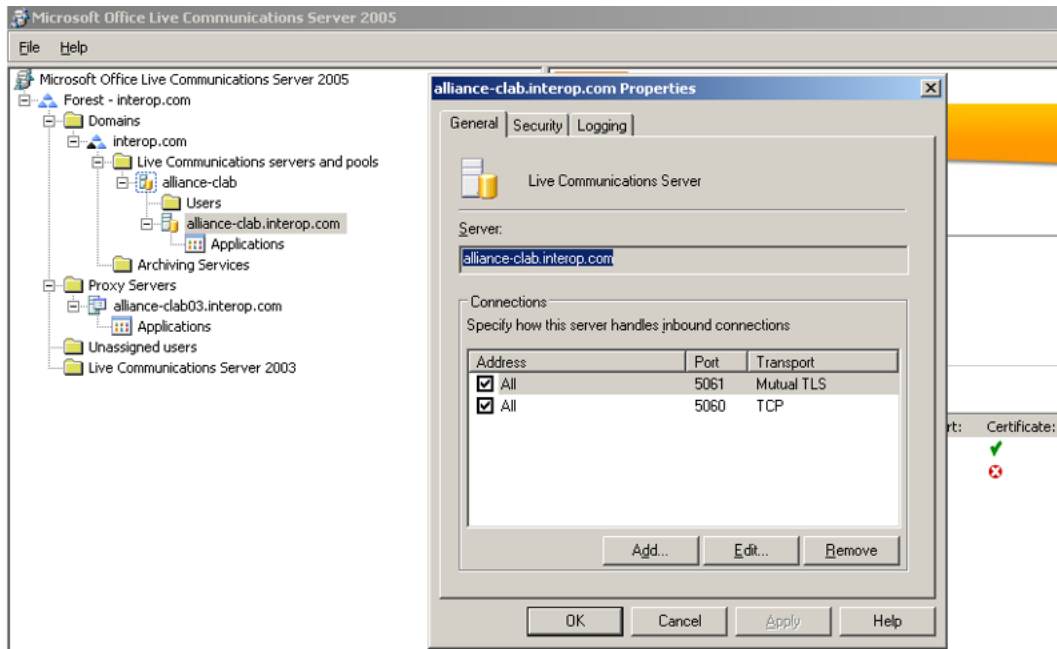 Microsoft Office Live Communications Server 2005
File Help
Microsoft Office Live Communications Server 2005
Forest - interop.com
Domains
interop.com
Live Communications servers and pools
alliance-clab
Users
alliance-clab.interop.com
Applications
Archiving Services
Proxy Servers
alliance-clab03.interop.com
Applications
Unassigned users
Live Communications Server 2003
alliance-clab.interop.com Properties
General Security Logging
Live Communications Server
Server:
alliance-clab.interop.com
Connections
Specify how this server handles inbound connections
Address Port Transport
All 5061 Mutual TLS
All 5060 TCP
Add... Edit... Remove
OK Cancel Apply Help
rt: Certificate: